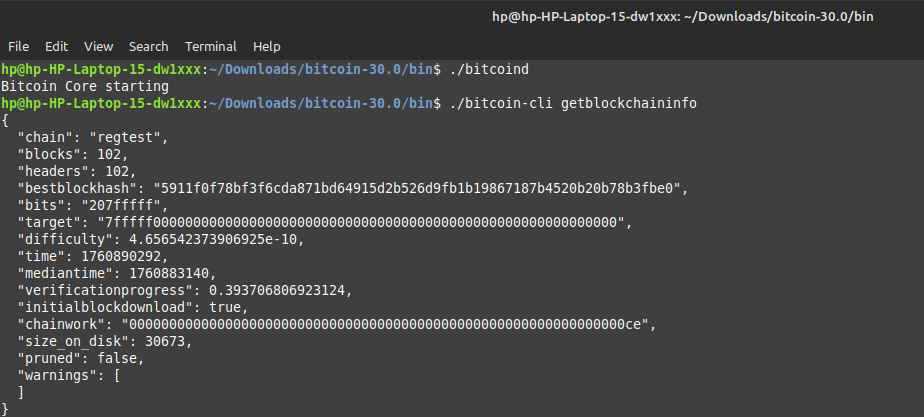 hp@hp-HP-Laptop-15-dw1xxx: ~/Downloads/bitcoin-30.0/bin
File Edit View Search Terminal Help
hp@hp-HP-Laptop-15-dw1xxx:~/Downloads/bitcoin-30.0/bin$ ./bitcoind
Bitcoin Core starting
hp@hp-HP-Laptop-15-dw1xxx:~/Downloads/bitcoin-30.0/bin$ ./bitcoin-cli getblockchaininfo
{
  "chain": "regtest",
  "blocks": 102,
  "headers": 102,
  "bestblockhash": "5911f0f78bf3f6cda871bd64915d2b526d9fb1b19867187b4520b20b78b3fbe0",
  "bits": "207fffff",
  "target": "7fffff0000000000000000000000000000000000000000000000000000000000",
  "difficulty": 4.656542373906925e-10,
  "time": 1760890292,
  "mediantime": 1760883140,
  "verificationprogress": 0.393706806923124,
  "initialblockdownload": true,
  "chainwork": "00000000000000000000000000000000000000000000000000000000000000ce",
  "size_on_disk": 30673,
  "pruned": false,
  "warnings": [
  ]
}